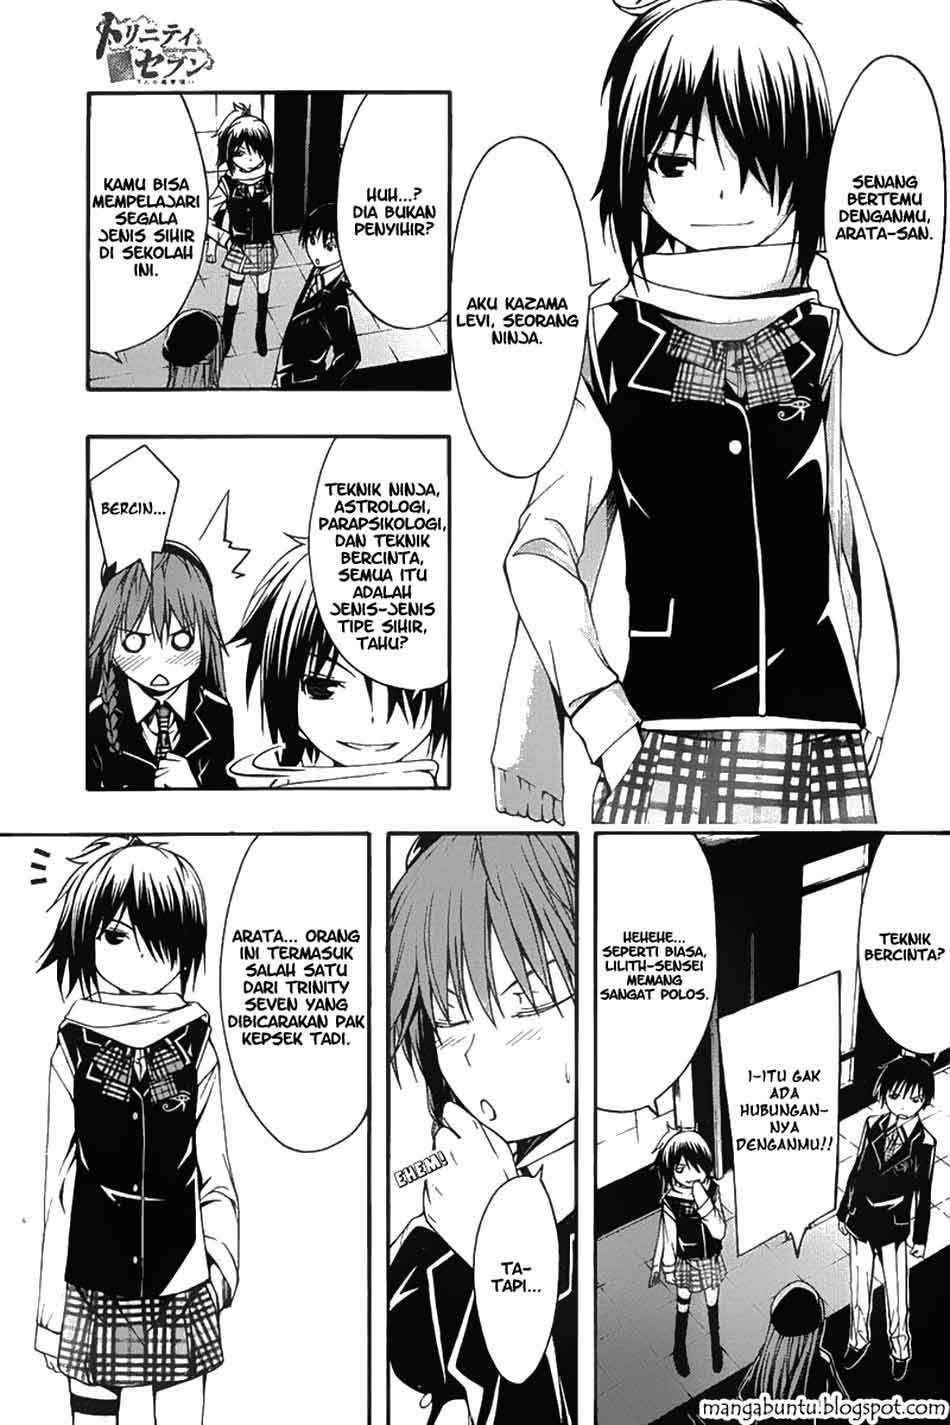 トリニティ
セブン
SENANG
BERTEMU
DENGANMU,
ARATA-SAN.
AKU KAZAMA
LEVI, SEORANG
NINJA.
HUH...?
DIA BUKAN
PENYIHIR?
KAMU BISA
MEMPELAJARI
SEGALA
JENIS SIHIR
DI SEKOLAH
INI.
TEKNIK NINJA,
ASTROLOGI,
PARAPSIKOLOGI,
DAN TEKNIK
BERCINTA,
SEMUA ITU
ADALAH
JENIS-JENIS
TIPE SIHIR,
TAHU?
BERCIN...
TEKNIK
BERCINTA?
I-ITU GAK
ADA
HUBUNGAN-
NYA
DENGANMU!!
HEHEHE...
SEPERTI BIASA,
LILITH-SENSEI
MEMANG
SANGAT POLOS.
EHEM!
TA-
TAPI...
ARATA... ORANG
INI TERMASUK
SALAH SATU
DARI TRINITY
SEVEN YANG
DIBICARAKAN PAK
KEPSEK TADI.
mangabuntu.blogspot.com